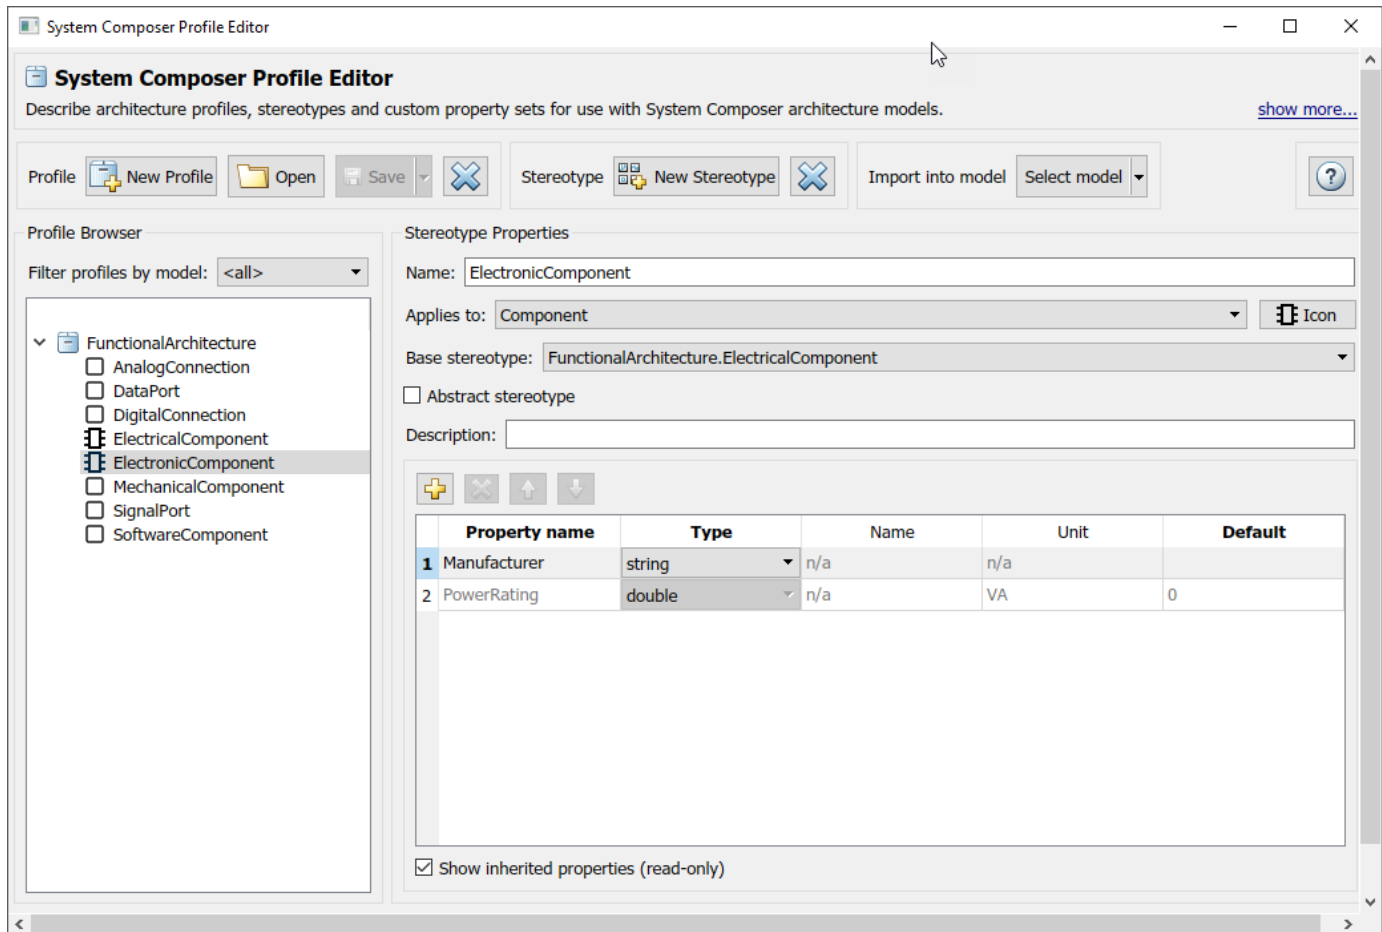 System Composer Profile Editor
System Composer Profile Editor
Describe architecture profiles, stereotypes and custom property sets for use with System Composer architecture models. show more...
Profile New Profile Open Save Stereotype New Stereotype Import into model Select model ?
Profile Browser
Filter profiles by model: <all>
FunctionalArchitecture
AnalogConnection
DataPort
DigitalConnection
ElectricalComponent
ElectronicComponent
MechanicalComponent
SignalPort
SoftwareComponent
Stereotype Properties
Name: ElectronicComponent
Applies to: Component Icon
Base stereotype: FunctionalArchitecture.ElectricalComponent
Abstract stereotype
Description:
Property name Type Name Unit Default
1 Manufacturer string n/a n/a
2 PowerRating double n/a VA 0
Show inherited properties (read-only)